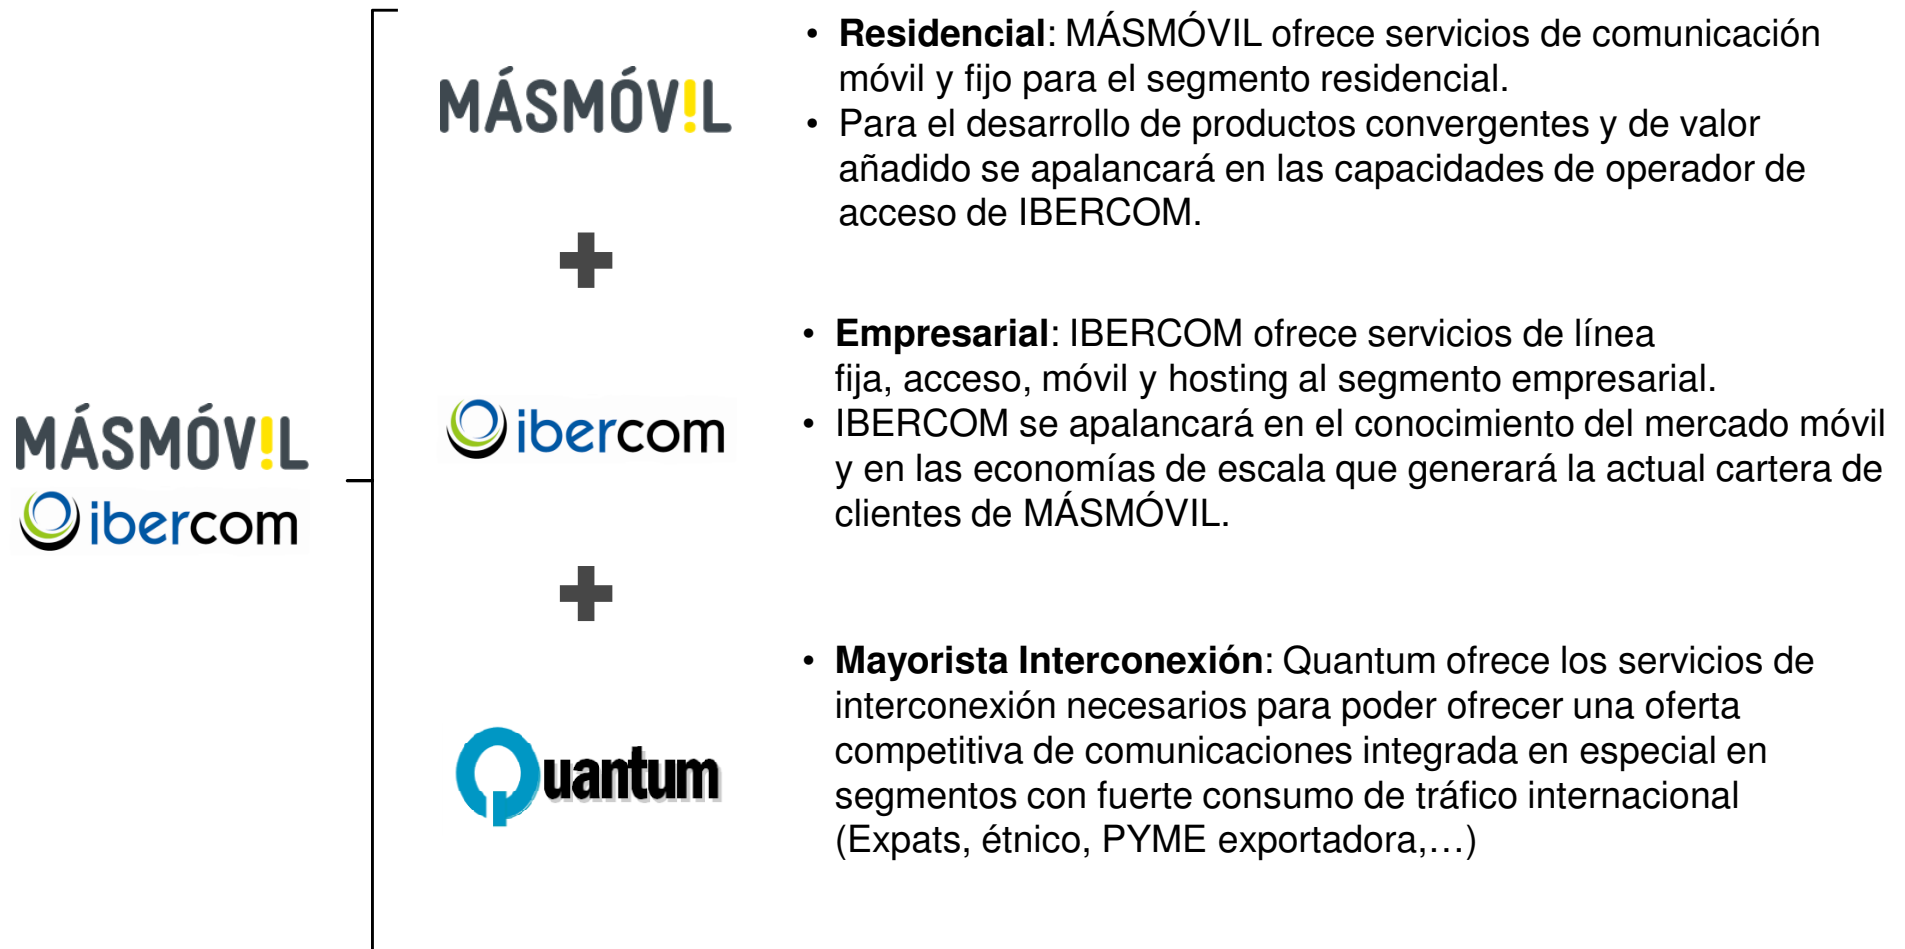 MÁSMÓV!L
ibercom
MÁSMÓV!L
• Residencial: MÁSMÓVIL ofrece servicios de comunicación
móvil y fijo para el segmento residencial.
• Para el desarrollo de productos convergentes y de valor
añadido se apalancará en las capacidades de operador de
acceso de IBERCOM.
ibercom
• Empresarial: IBERCOM ofrece servicios de línea
fija, acceso, móvil y hosting al segmento empresarial.
• IBERCOM se apalancará en el conocimiento del mercado móvil
y en las economías de escala que generará la actual cartera de
clientes de MÁSMÓVIL.
Quantum
• Mayorista Interconexión: Quantum ofrece los servicios de
interconexión necesarios para poder ofrecer una oferta
competitiva de comunicaciones integrada en especial en
segmentos con fuerte consumo de tráfico internacional
(Expats, étnico, PYME exportadora,…)